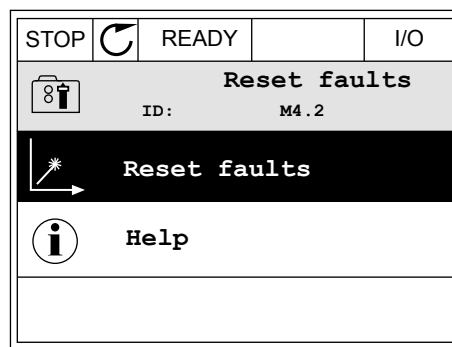 STOP READY I/O
Reset faults
ID: M4.2
Reset faults
Help